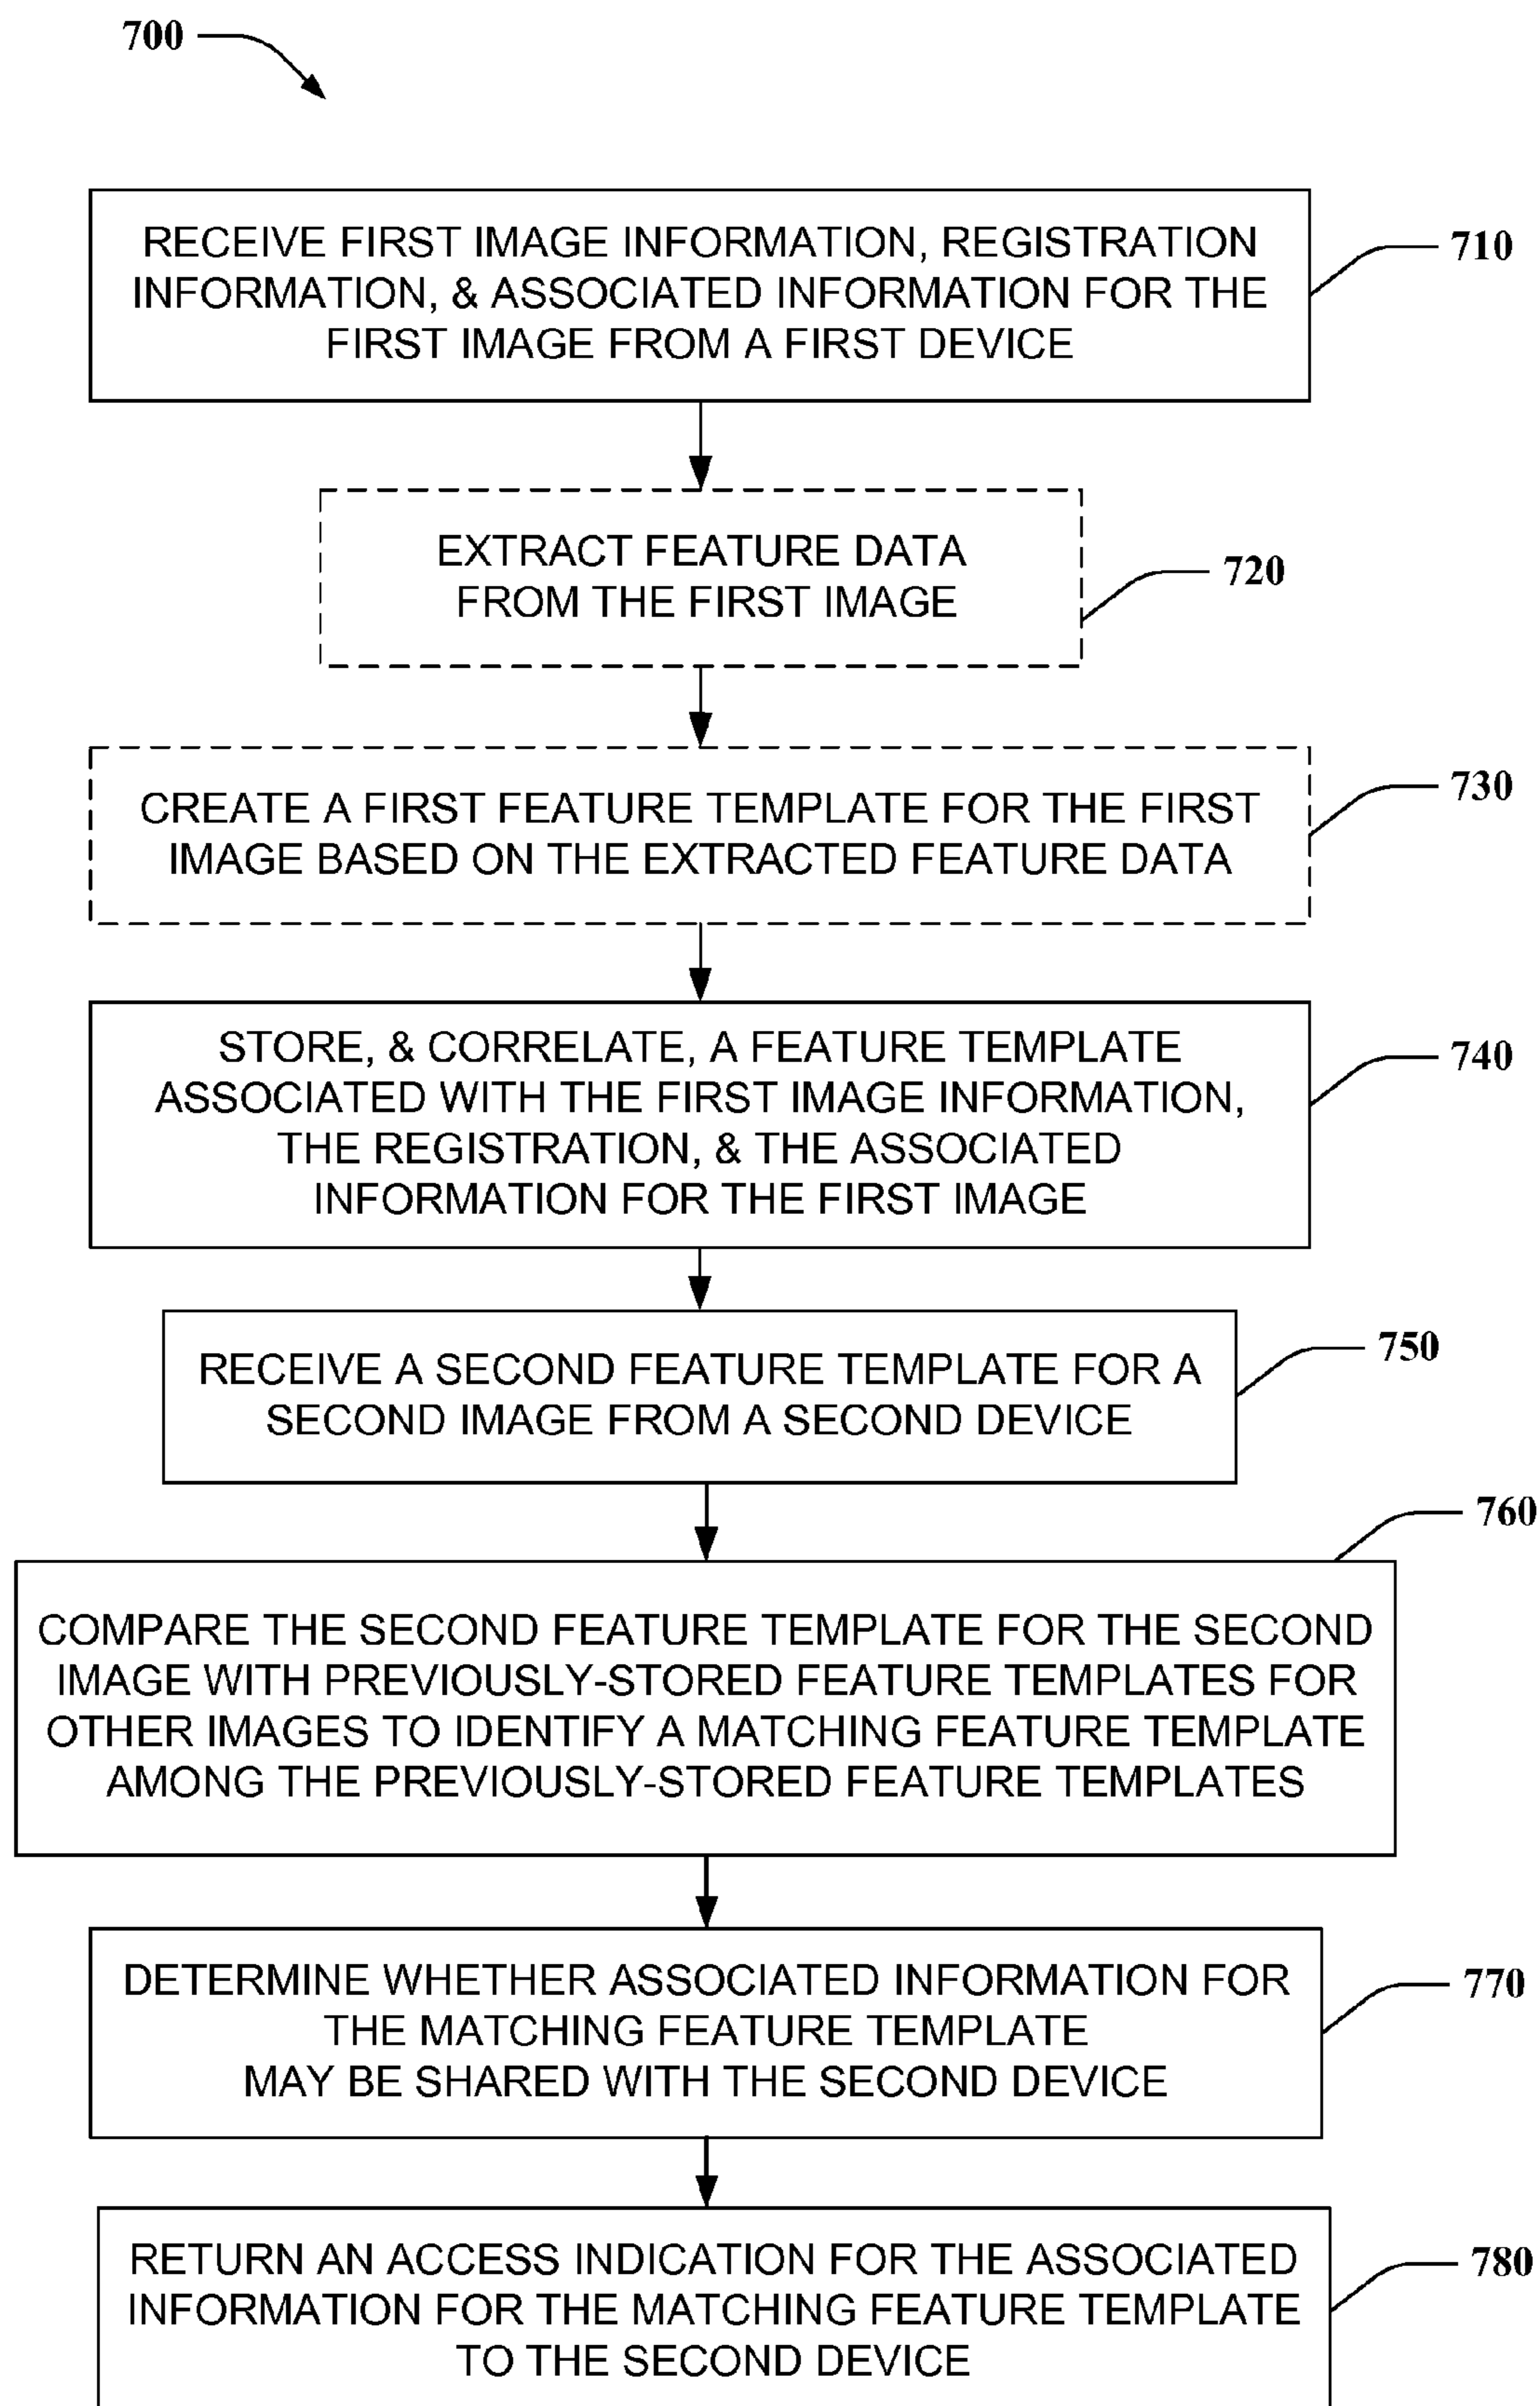 700
RECEIVE FIRST IMAGE INFORMATION, REGISTRATION
INFORMATION, & ASSOCIATED INFORMATION FOR THE
FIRST IMAGE FROM A FIRST DEVICE
710
EXTRACT FEATURE DATA
FROM THE FIRST IMAGE
720
CREATE A FIRST FEATURE TEMPLATE FOR THE FIRST
IMAGE BASED ON THE EXTRACTED FEATURE DATA
730
STORE, & CORRELATE, A FEATURE TEMPLATE
ASSOCIATED WITH THE FIRST IMAGE INFORMATION,
THE REGISTRATION, & THE ASSOCIATED
INFORMATION FOR THE FIRST IMAGE
740
RECEIVE A SECOND FEATURE TEMPLATE FOR A
SECOND IMAGE FROM A SECOND DEVICE
750
760
COMPARE THE SECOND FEATURE TEMPLATE FOR THE SECOND
IMAGE WITH PREVIOUSLY-STORED FEATURE TEMPLATES FOR
OTHER IMAGES TO IDENTIFY A MATCHING FEATURE TEMPLATE
AMONG THE PREVIOUSLY-STORED FEATURE TEMPLATES
DETERMINE WHETHER ASSOCIATED INFORMATION FOR
THE MATCHING FEATURE TEMPLATE
MAY BE SHARED WITH THE SECOND DEVICE
770
RETURN AN ACCESS INDICATION FOR THE ASSOCIATED
INFORMATION FOR THE MATCHING FEATURE TEMPLATE
TO THE SECOND DEVICE
780